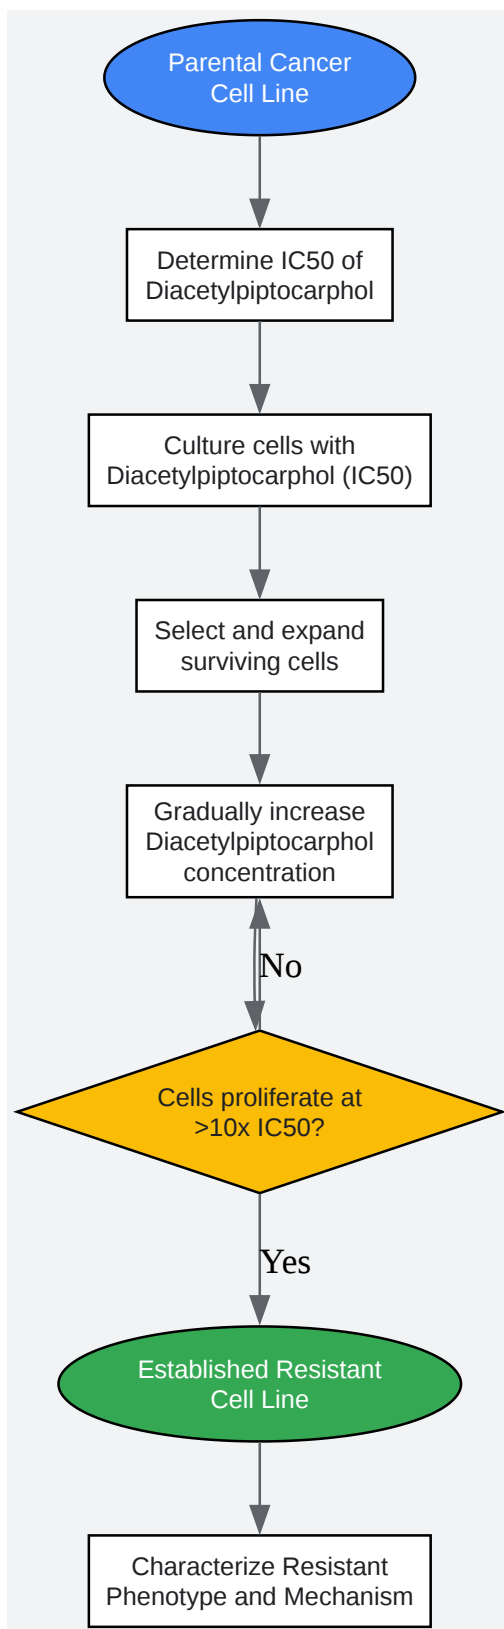 Parental Cancer
Cell Line
Determine IC50 of
Diacetylpiptocarphol
Culture cells with
Diacetylpiptocarphol (IC50)
Select and expand
surviving cells
Gradually increase
Diacetylpiptocarphol
concentration
No
Cells proliferate at
>10x IC50?
Yes
Established Resistant
Cell Line
Characterize Resistant
Phenotype and Mechanism